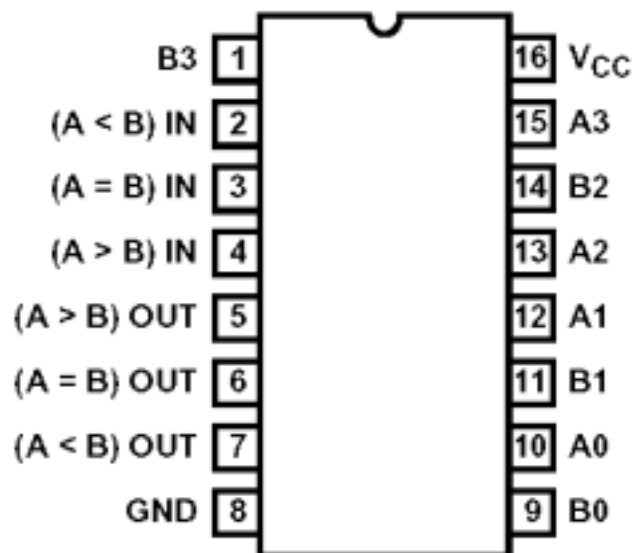 B3 1 16 VCC
(A < B) IN 2 15 A3
(A = B) IN 3 14 B2
(A > B) IN 4 13 A2
(A > B) OUT 5 12 A1
(A = B) OUT 6 11 B1
(A < B) OUT 7 10 A0
GND 8 9 B0